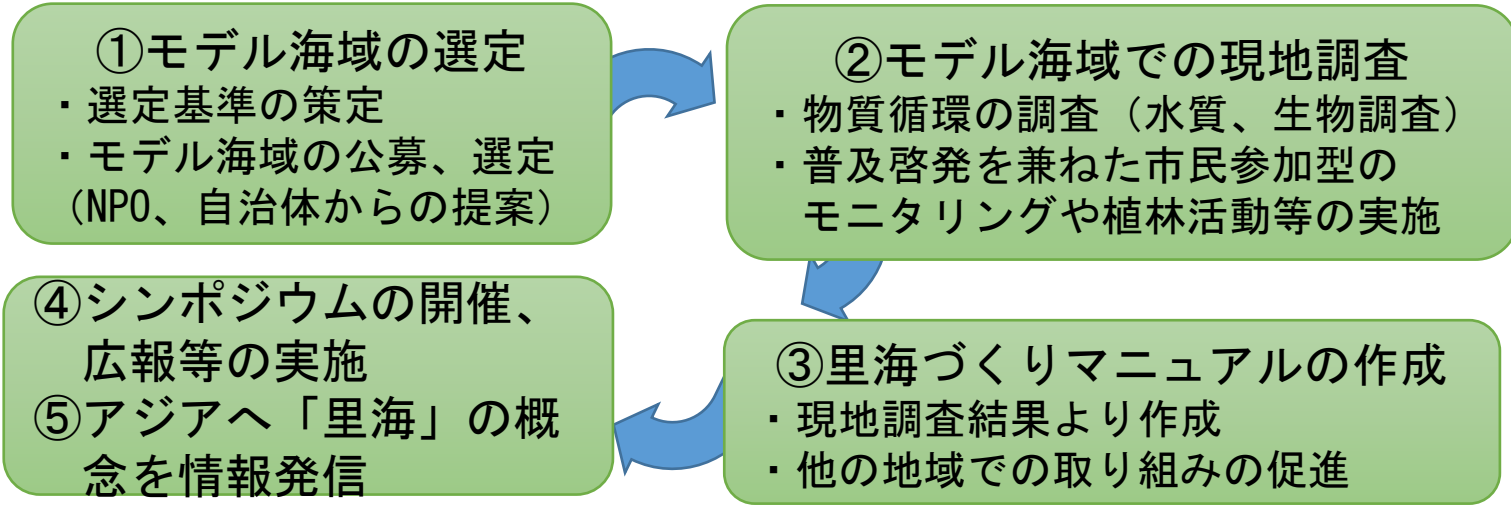 ①モデル海域の選定
・選定基準の策定
・モデル海域の公募、選定
（NPO、自治体からの提案）
②モデル海域での現地調査
・物質循環の調査（水質、生物調査）
・普及啓発を兼ねた市民参加型の
モニタリングや植林活動等の実施
③里海づくりマニュアルの作成
・現地調査結果より作成
・他の地域での取り組みの促進
④シンポジウムの開催、
広報等の実施
⑤アジアへ「里海」の概
念を情報発信